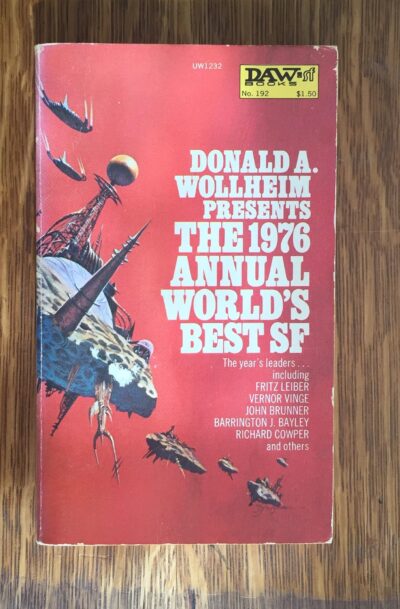 UW1232
DAW=sf
BOOKS
No. 192 $1.50
DONALD A.
WOLLHEIM
PRESENTS
THE 1976
ANNUAL
WORLD'S
BEST SF
The year's leaders . . .
including
FRITZ LEIBER
VERNOR VINGE
JOHN BRUNNER
BARRINGTON J. BAYLEY
RICHARD COWPER
and others